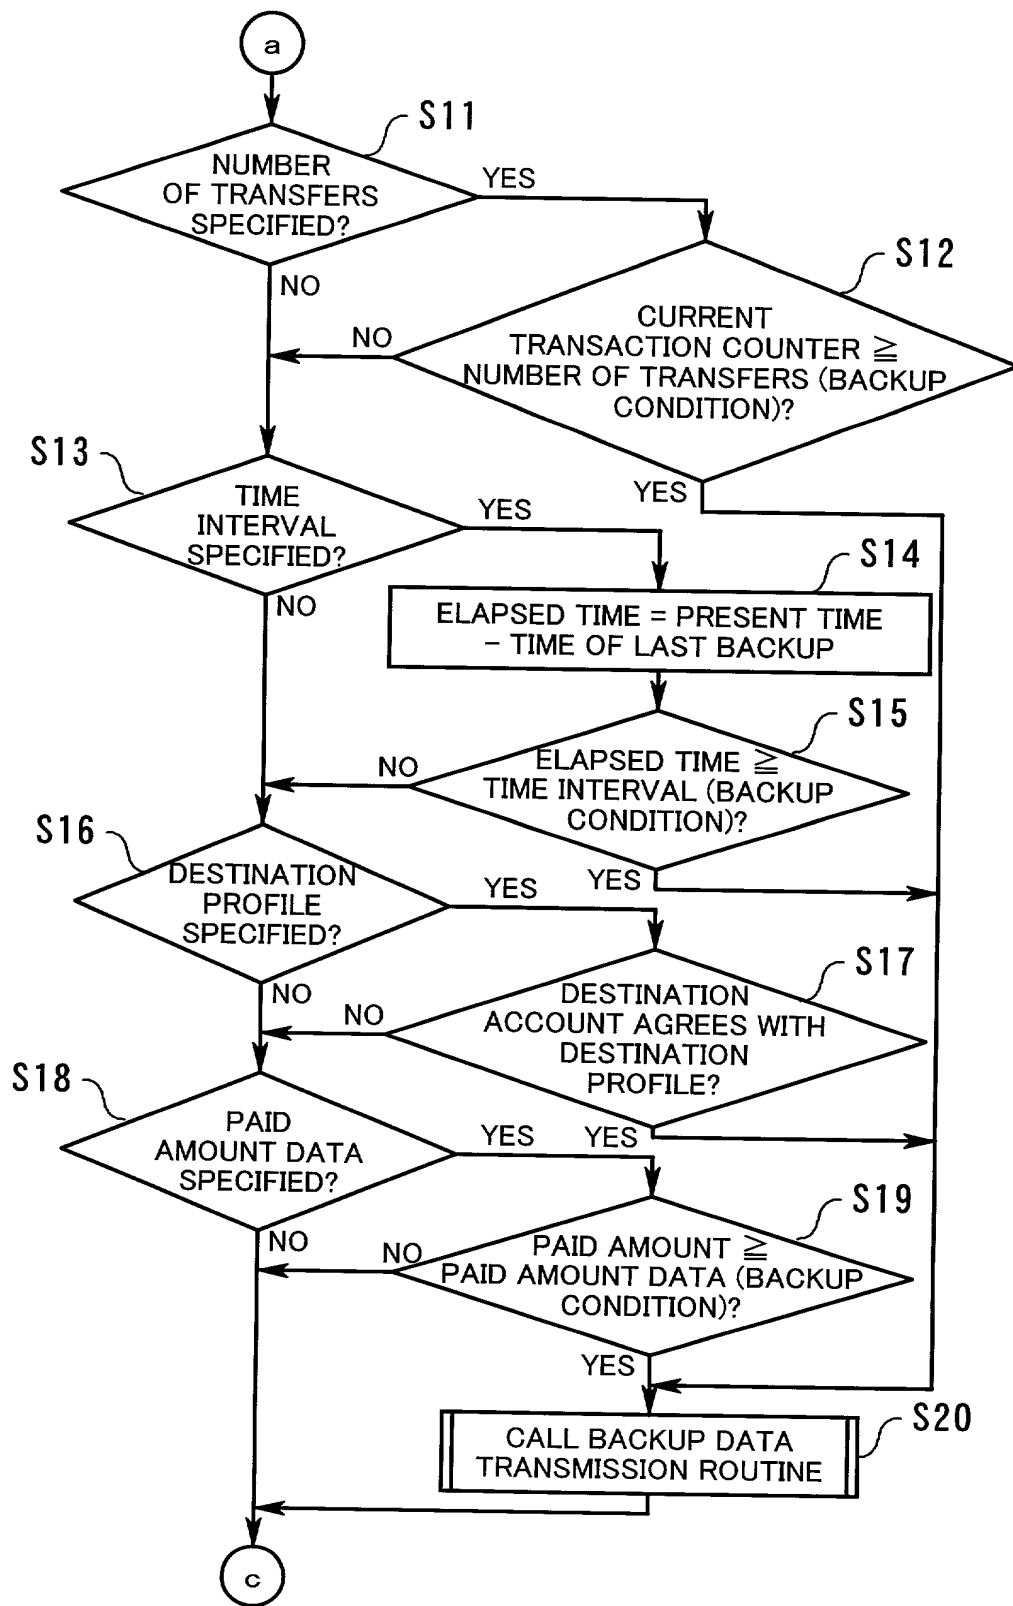 a
S11
NUMBER
OF TRANSFERS
SPECIFIED?
YES
NO
S12
CURRENT
TRANSACTION COUNTER ≧
NUMBER OF TRANSFERS (BACKUP
CONDITION)?
NO
YES
S13
TIME
INTERVAL
SPECIFIED?
YES
NO
S14
ELAPSED TIME = PRESENT TIME
− TIME OF LAST BACKUP
S15
ELAPSED TIME ≧
TIME INTERVAL (BACKUP
CONDITION)?
NO
YES
S16
DESTINATION
PROFILE
SPECIFIED?
YES
NO
S17
DESTINATION
ACCOUNT AGREES WITH
DESTINATION
PROFILE?
NO
YES
S18
PAID
AMOUNT DATA
SPECIFIED?
YES
NO
S19
PAID AMOUNT ≧
PAID AMOUNT DATA (BACKUP
CONDITION)?
NO
YES
S20
CALL BACKUP DATA
TRANSMISSION ROUTINE
c